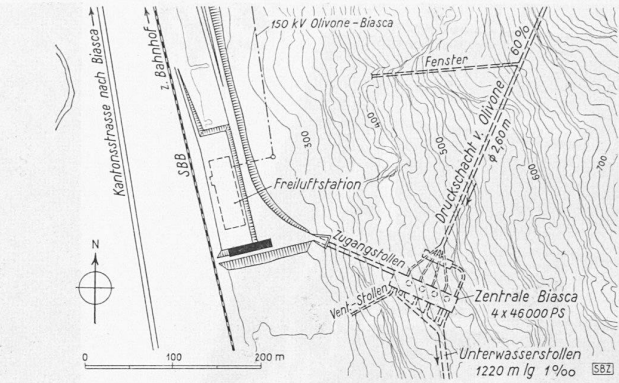 150 kV Olivone-Biasca
Kantonsstrasse nach Biasca
z. Bahnhof
SBB
Fenster
60%
Druckschacht v. Olivone
φ 2,60 m
300
400
500
600
700
Freiluftstation
Zugangstollen
N
Vent-Stollen
Zentrale Biasca
4 x 46000 PS
Unterwasserstollen
1220 m lg 1‰
0 100 200 m
SBZ